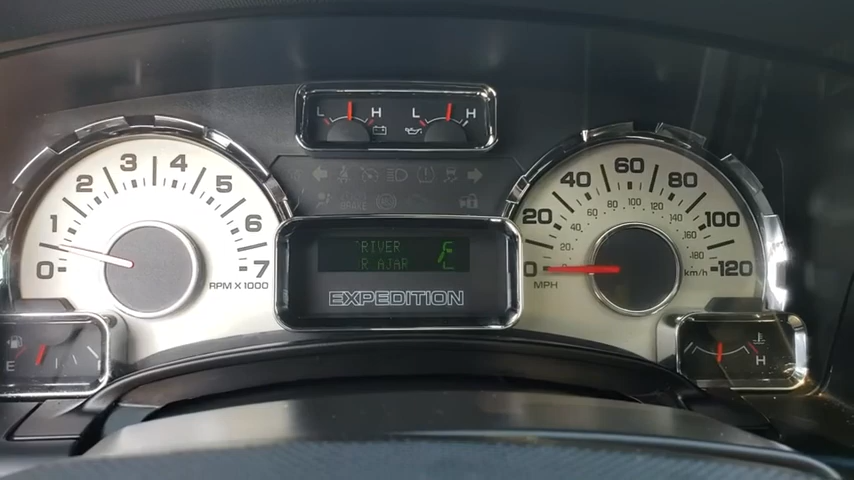 L H L H
0 1 2 3 4 5 6 7
RPM X 1000
BRAKE
RIVER
R AJAR
EXPEDITION
0 20 40 60 80 100 120
20 40 60 80 100 120 140 160 180
MPH
km/h
E
H